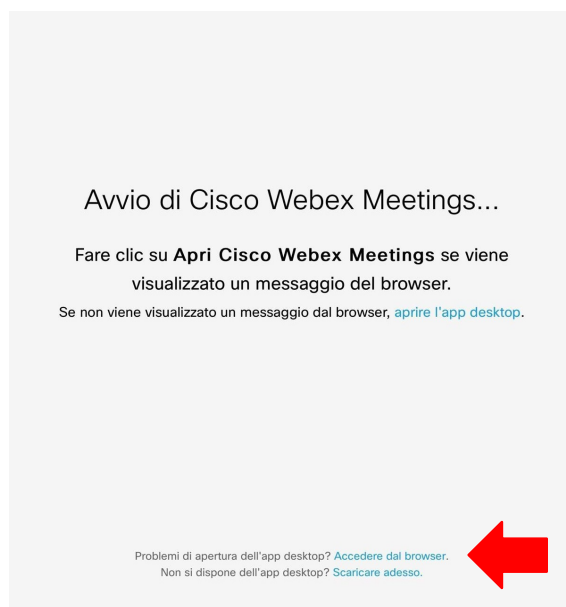 Avvio di Cisco Webex Meetings...
Fare clic su Apri Cisco Webex Meetings se viene
visualizzato un messaggio del browser.
Se non viene visualizzato un messaggio dal browser, aprire l'app desktop.
Problemi di apertura dell'app desktop? Accedere dal browser.
Non si dispone dell'app desktop? Scaricare adesso.